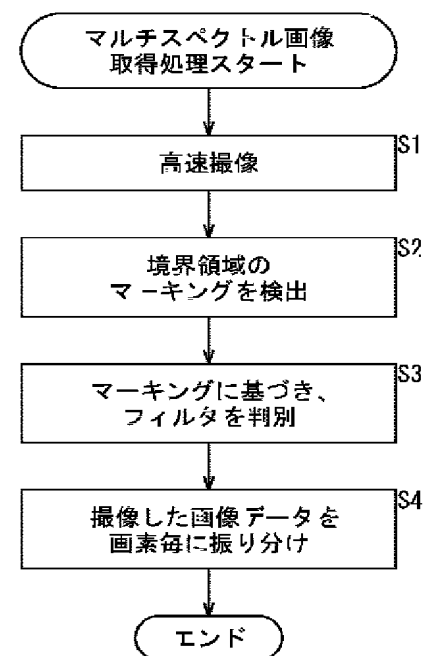 マルチスペクトル画像
取得処理スタート
S1
高速撮像
S2
境界領域の
マーキングを検出
S3
マーキングに基づき、
フィルタを判別
S4
撮像した画像データを
画素毎に振り分け
エンド